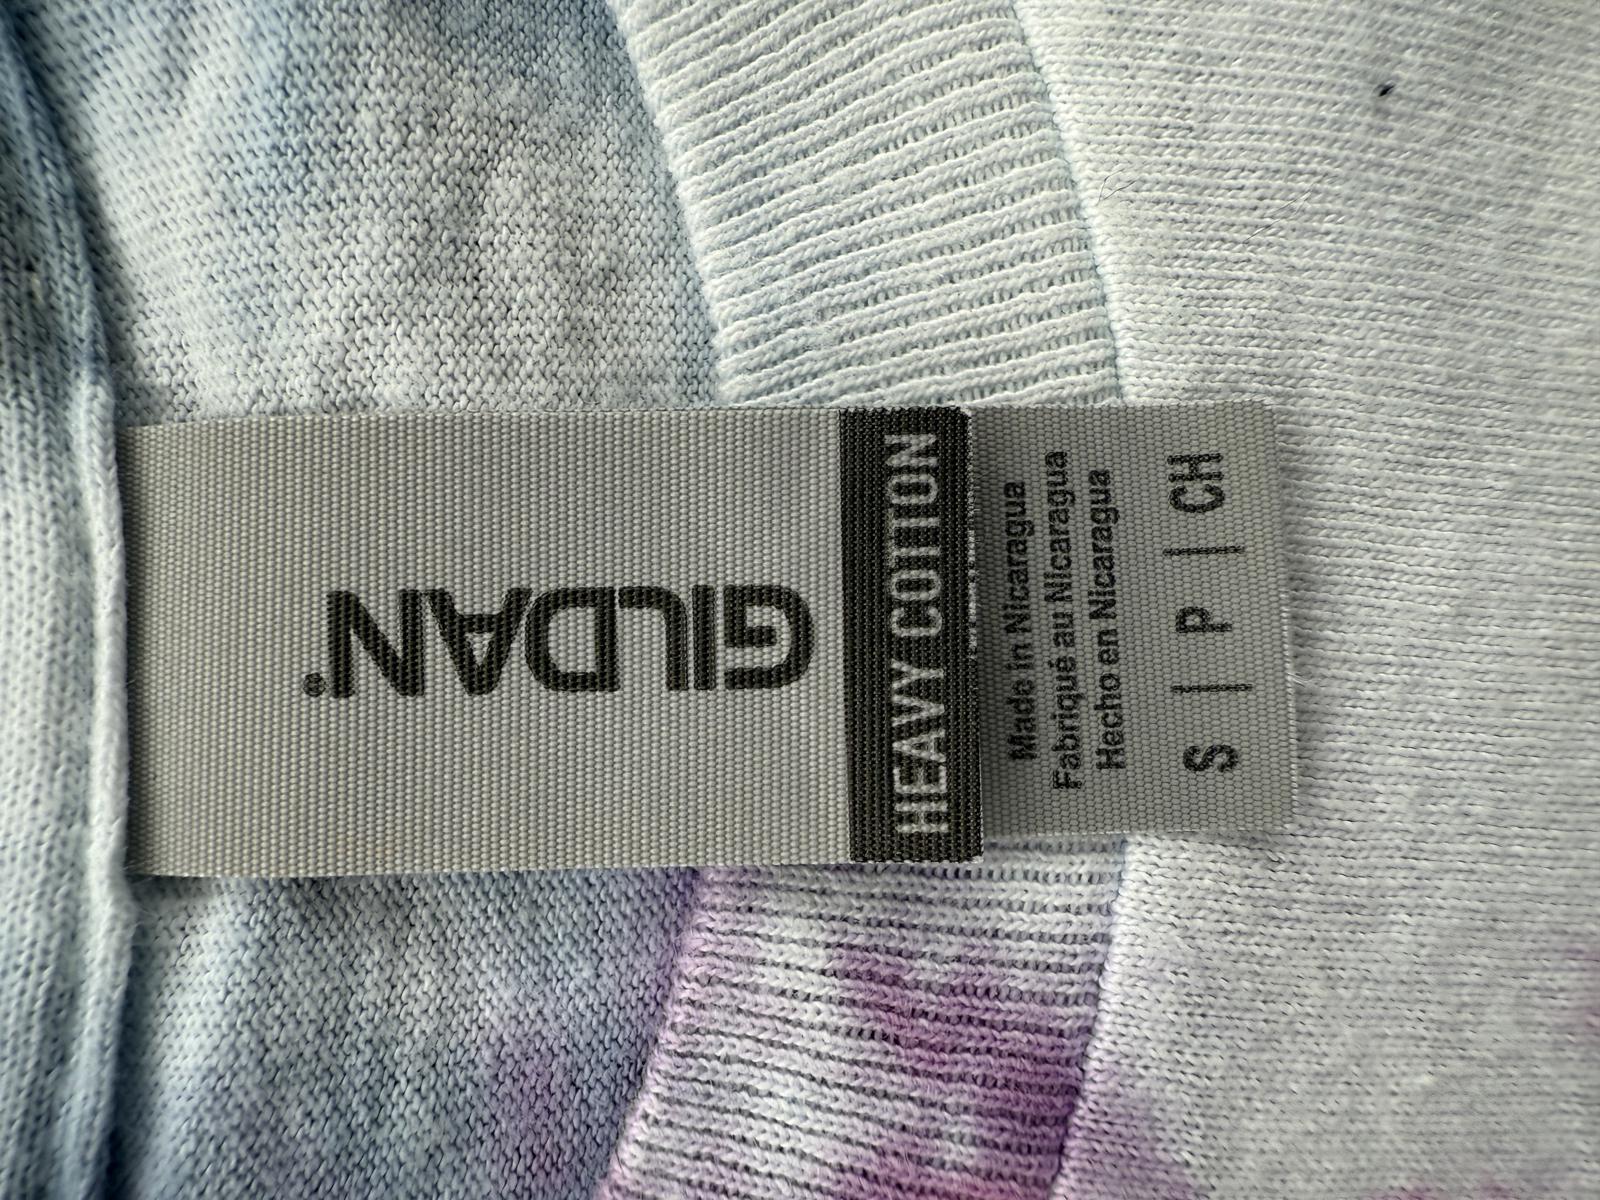 GILDAN®
HEAVY COTTON
Made in Nicaragua
Fabriqué au Nicaragua
Hecho en Nicaragua
S | P | CH